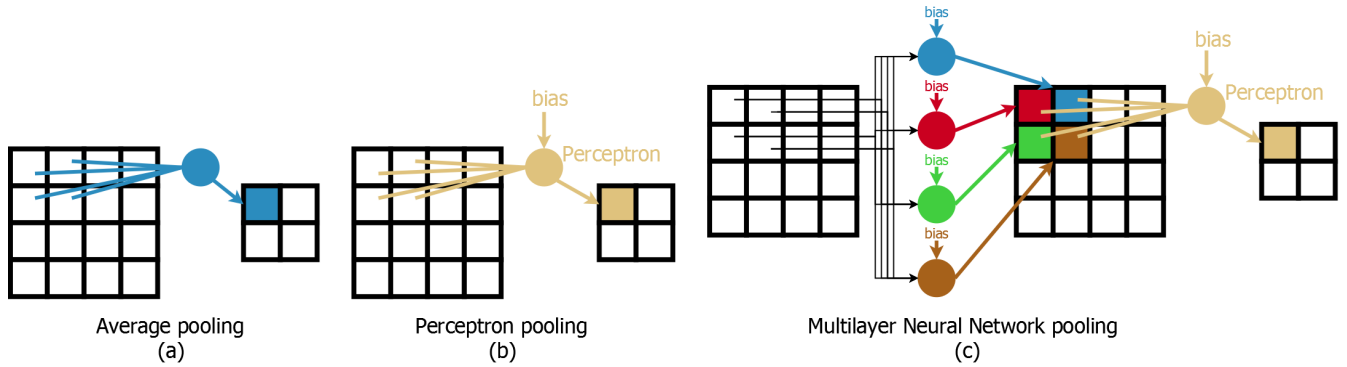 Average pooling
(a)
bias
Perceptron
Perceptron pooling
(b)
bias
bias
bias
bias
bias
Perceptron
Multilayer Neural Network pooling
(c)